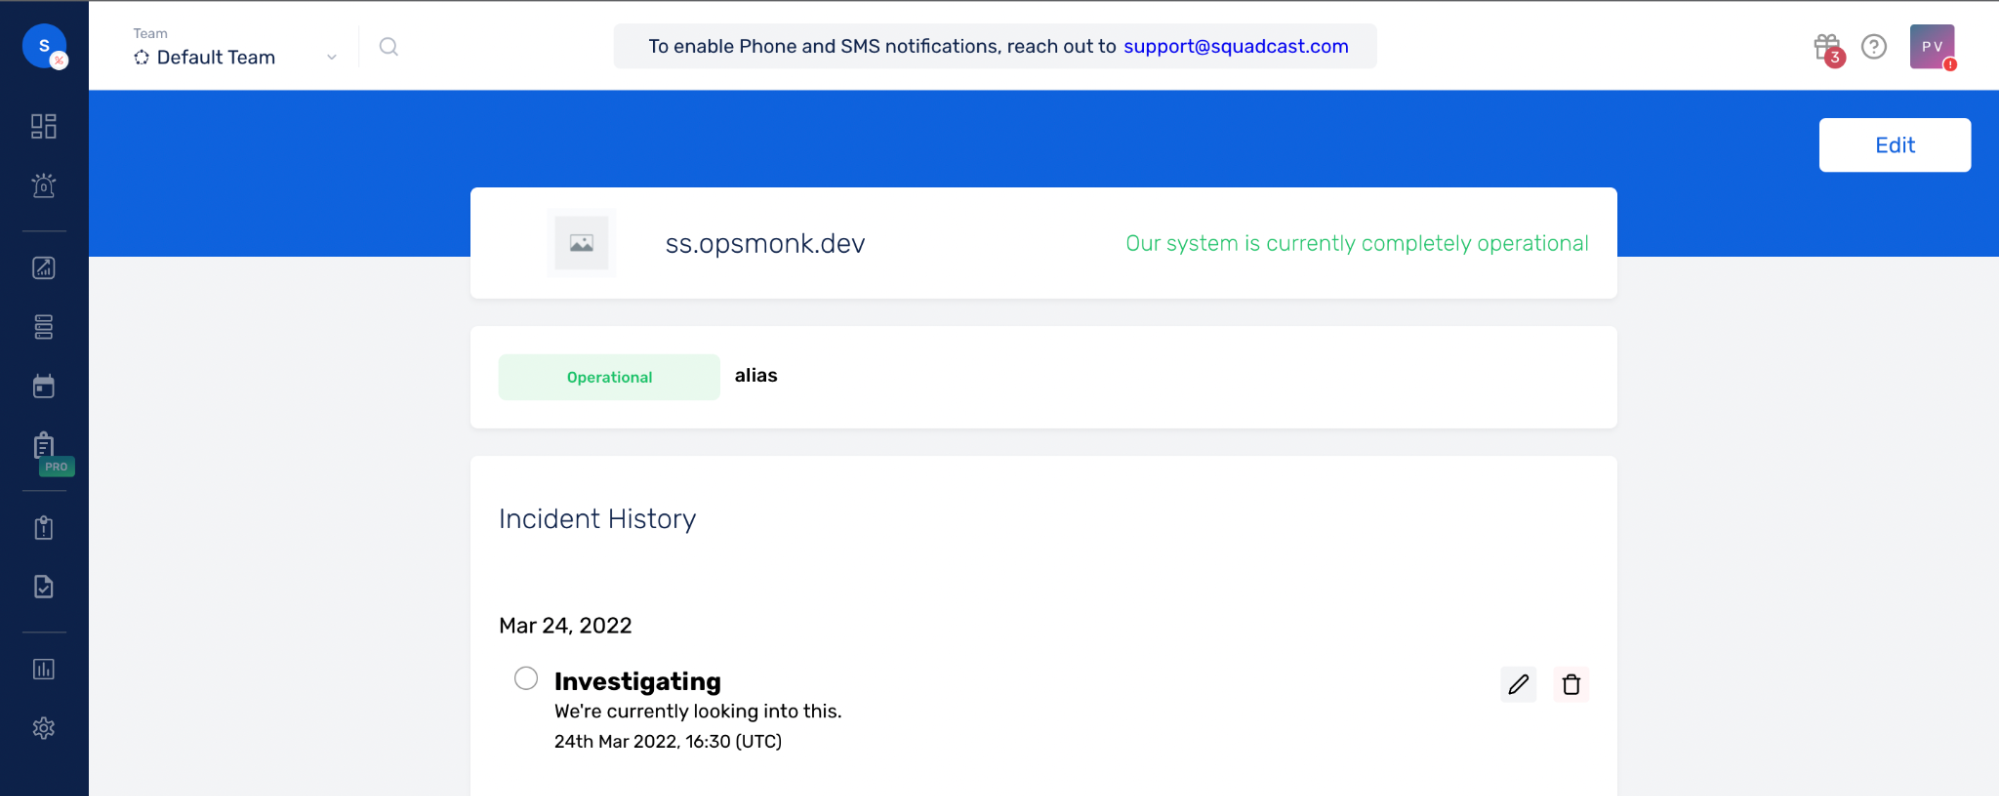 S
Team
Default Team
To enable Phone and SMS notifications, reach out to support@squadcast.com
3
PV
Edit
ss.opsmonk.dev
Our system is currently completely operational
Operational
alias
PRO
Incident History
Mar 24, 2022
Investigating
We're currently looking into this.
24th Mar 2022, 16:30 (UTC)